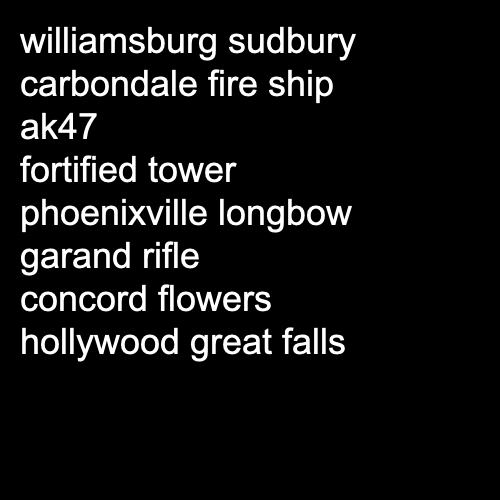 williamsburg sudbury
carbondale fire ship
ak47
fortified tower
phoenixville longbow
garand rifle
concord flowers
hollywood great falls